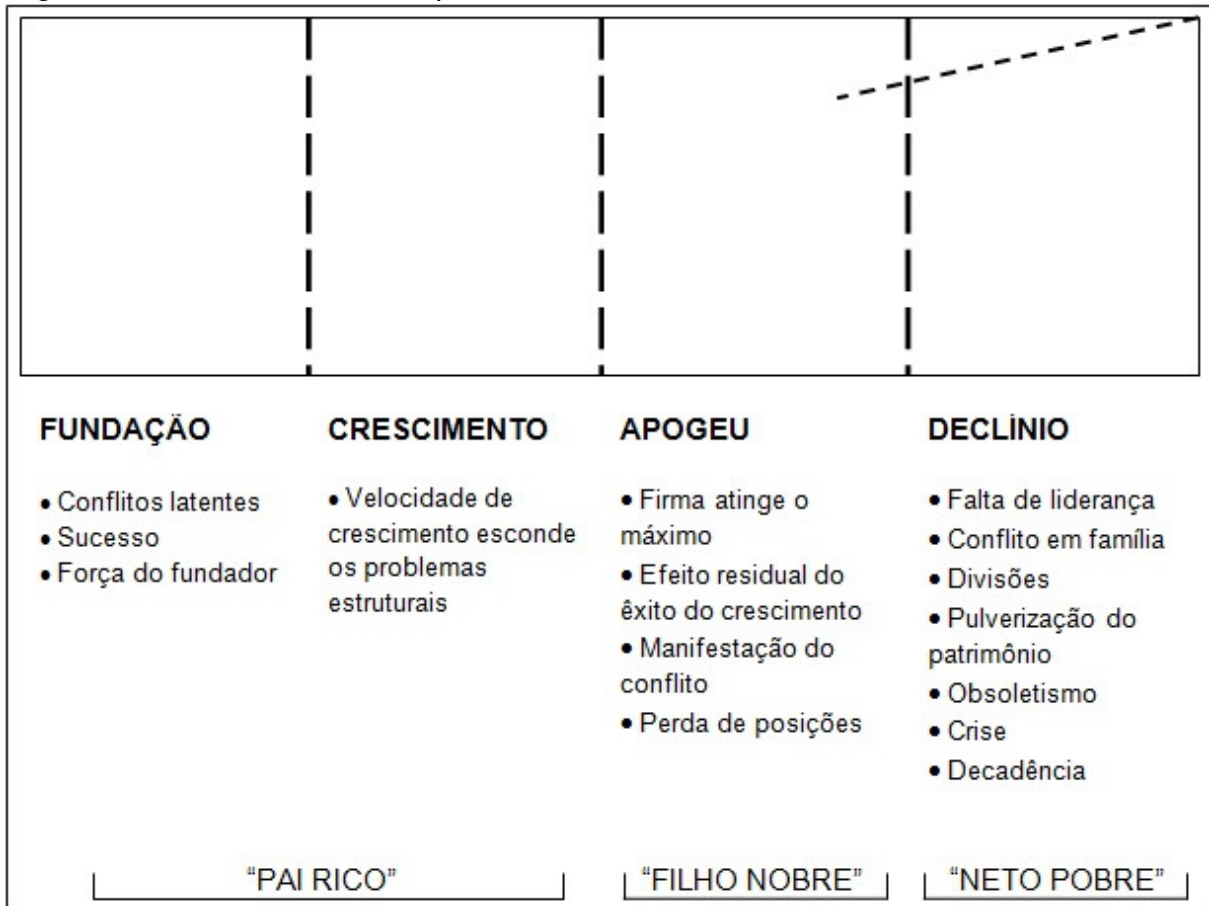 FUNDAÇÃO
• Conflitos latentes
• Sucesso
• Força do fundador
CRESCIMENTO
• Velocidade de
crescimento esconde
os problemas
estruturais
APOGEU
• Firma atinge o
máximo
• Efeito residual do
êxito do crescimento
• Manifestação do
conflito
• Perda de posições
DECLÍNIO
• Falta de liderança
• Conflito em família
• Divisões
• Pulverização do
patrimônio
• Obsoletismo
• Crise
• Decadência
“PAI RICO”
“FILHO NOBRE”
“NETO POBRE”